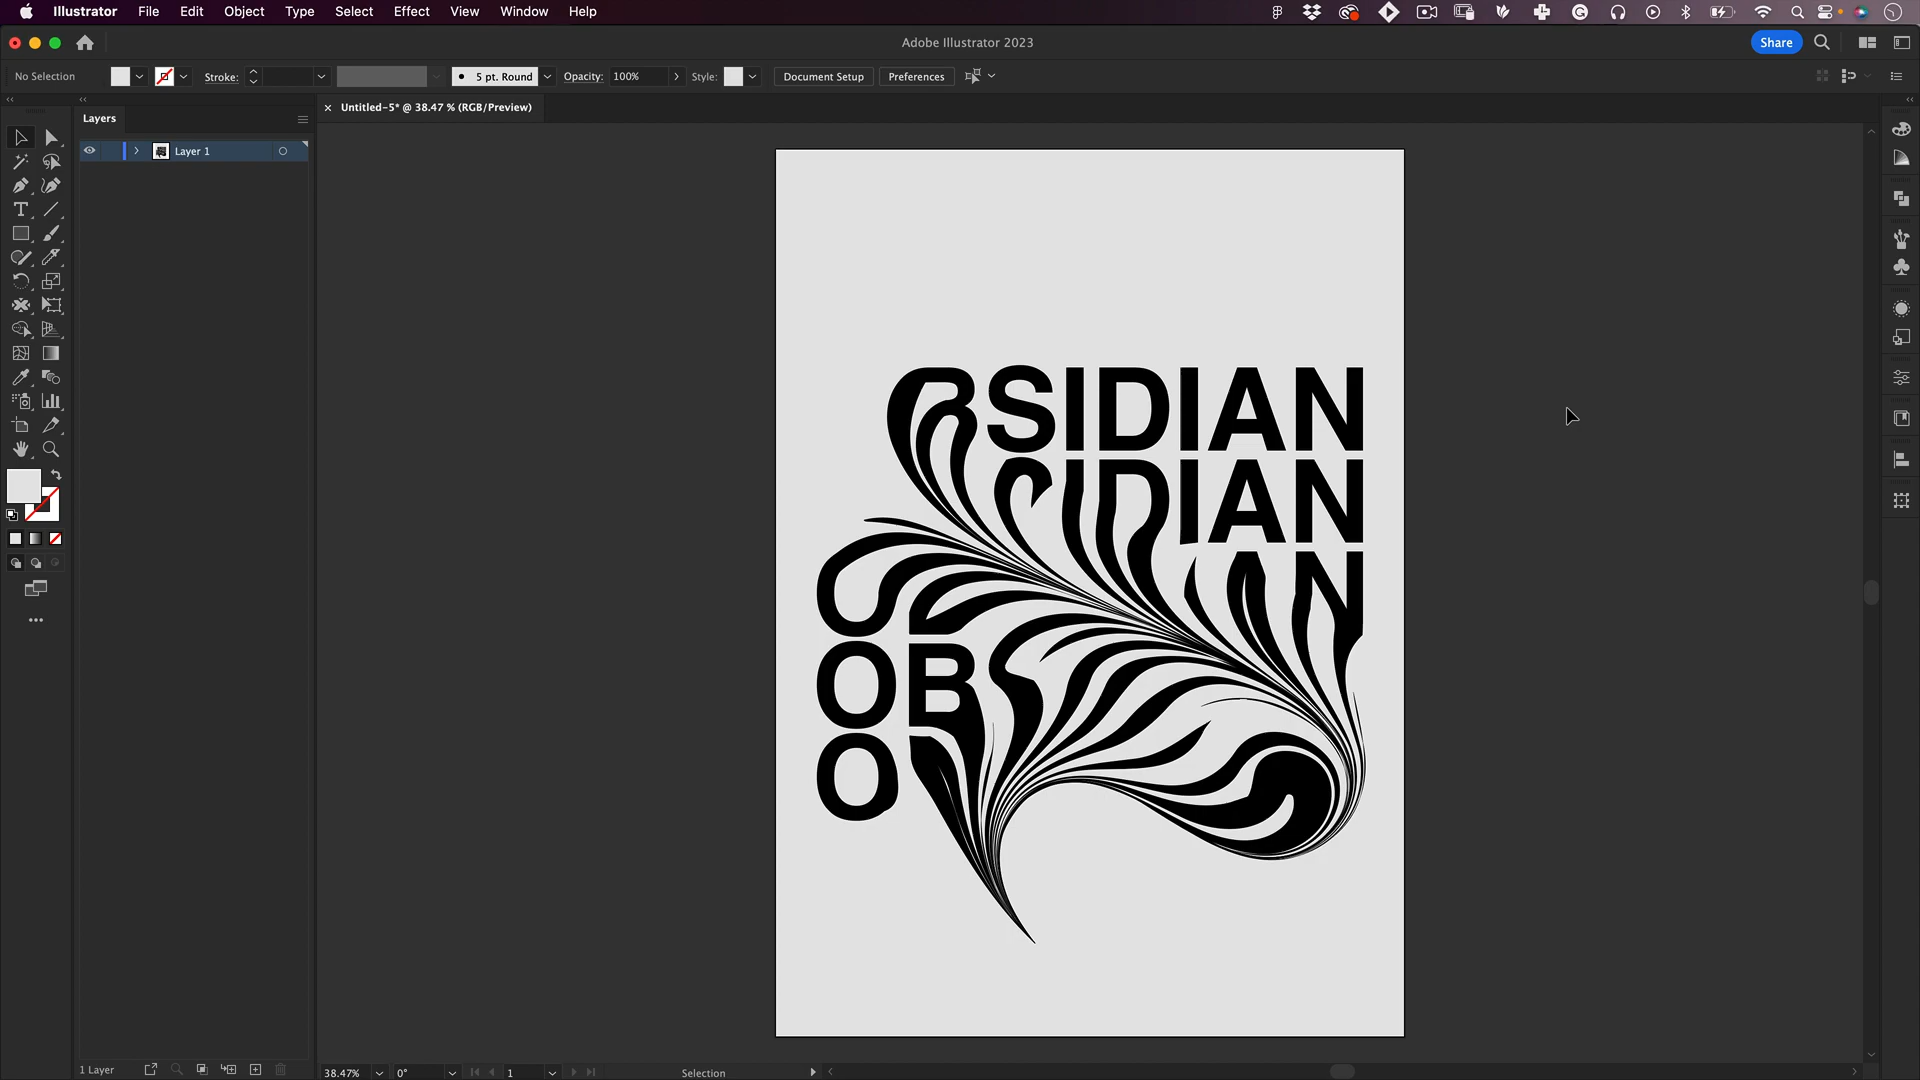 Illustrator File Edit Object Type Select Effect View Window Help
Adobe Illustrator 2023
Share
No Selection
Stroke:
5 pt. Round
Opacity: 100%
Style:
Document Setup
Preferences
Layers
× Untitled-5* @ 38.47 % (RGB/Preview)
Layer 1
BSIDIAN
SIDIAN
AN
O
OBS
O
1 Layer
38.47%
0°
1
Selection